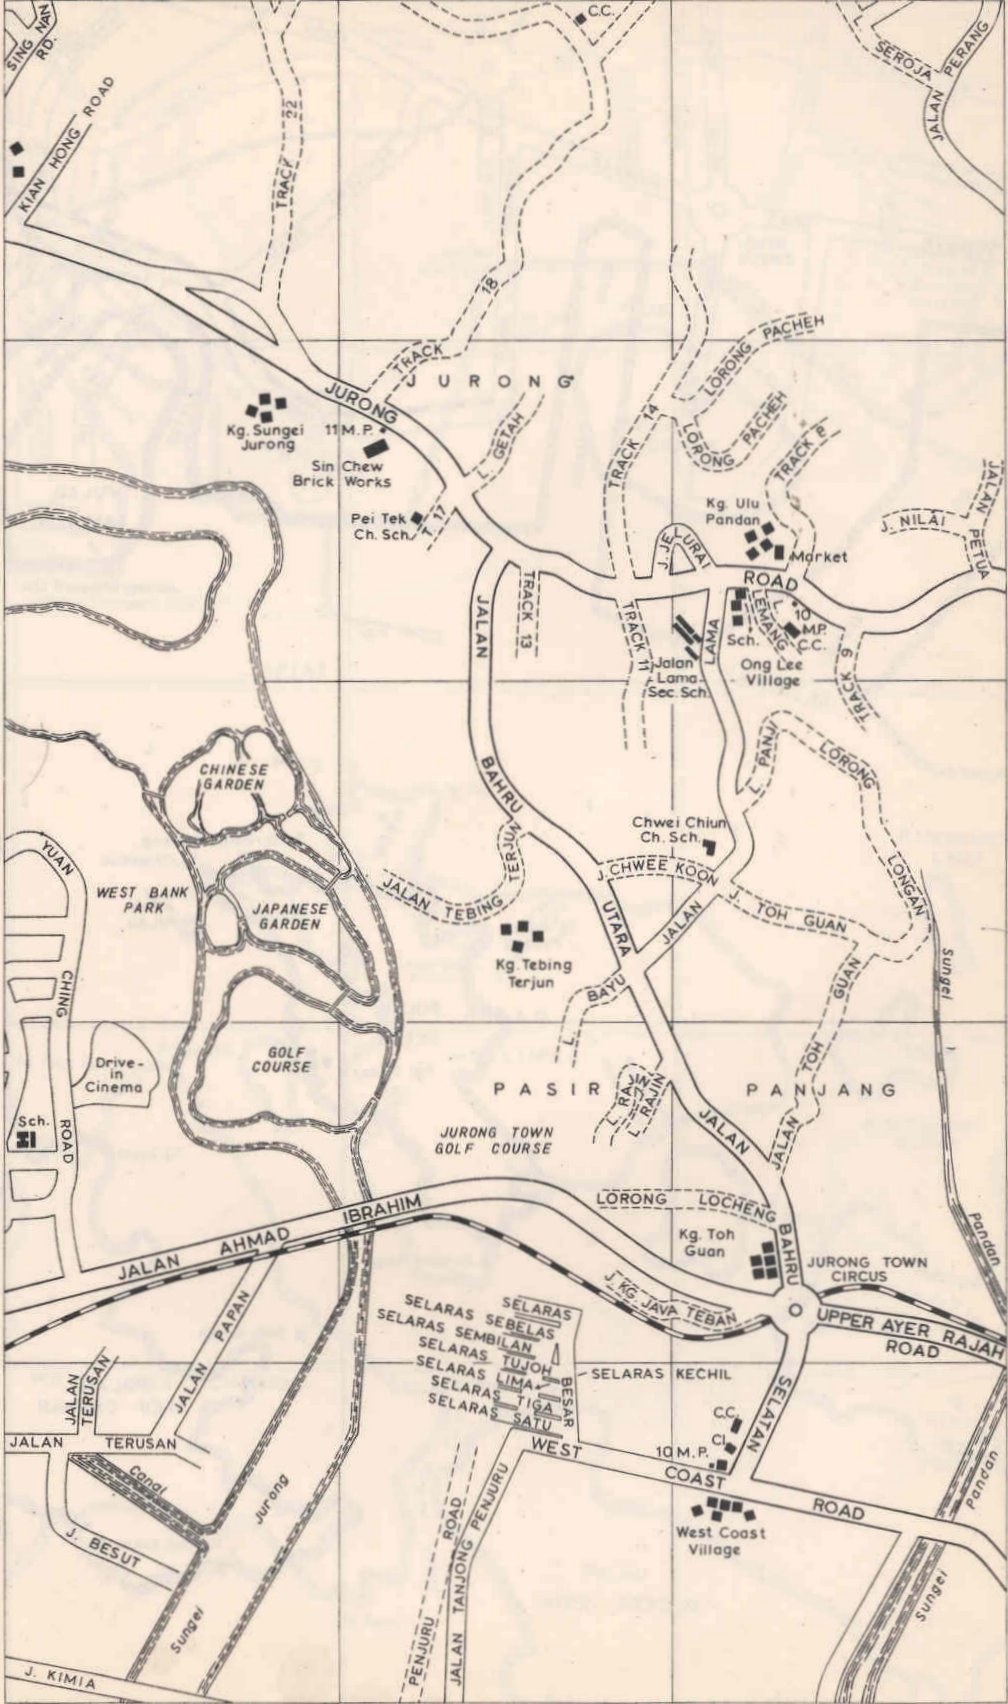 SING NAN
RD.
C.C.
SEROJA
JALAN PERANG
KIAN HONG ROAD
TRACK 22
TRACK 18
LORONG PACHEH
JURONG
JURONG
TRACK 14
LORONG PACHEH
TRACK
L. GETAH
Kg. Sungei
Jurong
11 M.P.
Sin Chew
Brick Works
Pei Tek
Ch. Sch.
T. 17
Kg. Ulu
Pandan
Market
J. NILAI
JALAN PETUA
J. JELURAI
ROAD
TRACK 13
TRACK 11
L. LEMANG
10
M.P.
C.C.
Sch.
Ong Lee
Village
TRACK 9
Jalan
Lama
Sec. Sch.
LAMA
JALAN
BAHRU
L. PANJI
LORONG
LONGAN
CHINESE
GARDEN
Chwei Chiun
Ch. Sch.
J. CHWEE KOON
JALAN TEBING TERJUN
YUAN
WEST BANK
PARK
JAPANESE
GARDEN
UTARA
JALAN
J. TOH GUAN
Kg. Tebing
Terjun
Sungei
CHING
L. BAYU
JALAN TOH GUAN
GOLF
COURSE
Drive-
in
Cinema
PASIR PANJANG
L. RAJIN
L. RAJIN
Sch.
ROAD
JURONG TOWN
GOLF COURSE
JALAN
LORONG LOCHENG
BAHRU
Pandan
JALAN AHMAD IBRAHIM
Kg. Toh
Guan
JURONG TOWN
CIRCUS
J. KG. JAVA TEBAN
UPPER AYER RAJAH
ROAD
JALAN PAPAN
SELARAS
SELARAS SEBELAS
SELARAS SEMBILAN
SELARAS TUJOH
SELARAS LIMA
SELARAS TIGA
SELARAS SATU
BESAR
SELARAS KECHIL
JALAN
TERUSAN
SELATAN
C.C.
Cl.
10 M.P.
JALAN TERUSAN
WEST COAST ROAD
Canal
Jurong
Pandan
J. BESUT
West Coast
Village
PENJURU ROAD
JALAN TANJONG PENJURU
Sungei
Sungei
J. KIMIA